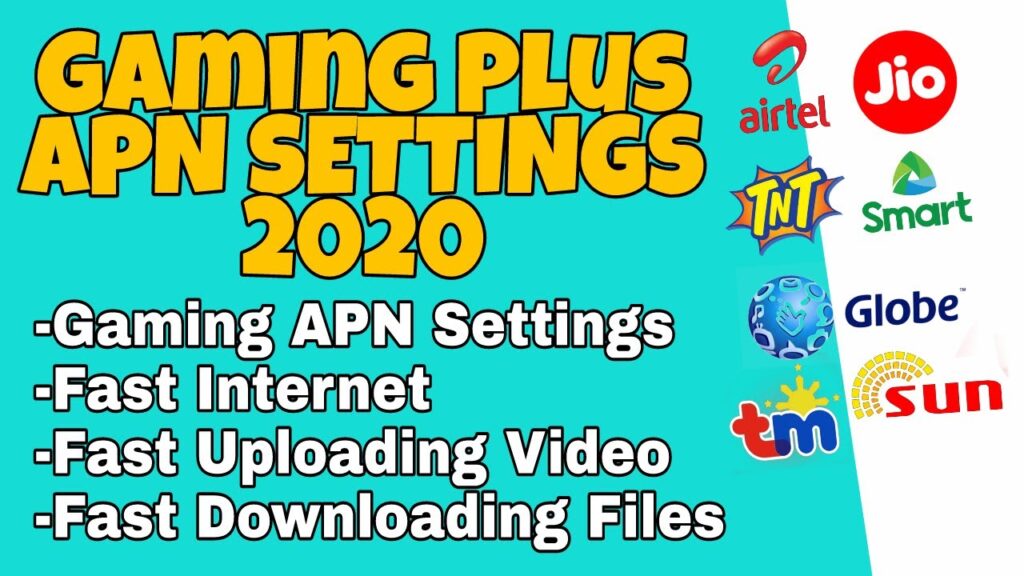 GAMING PLUS
APN SETTINGS
2020
-Gaming APN Settings
-Fast Internet
-Fast Uploading Video
-Fast Downloading Files
airtel
Jio
TNT
Smart
Globe™
sun
tm